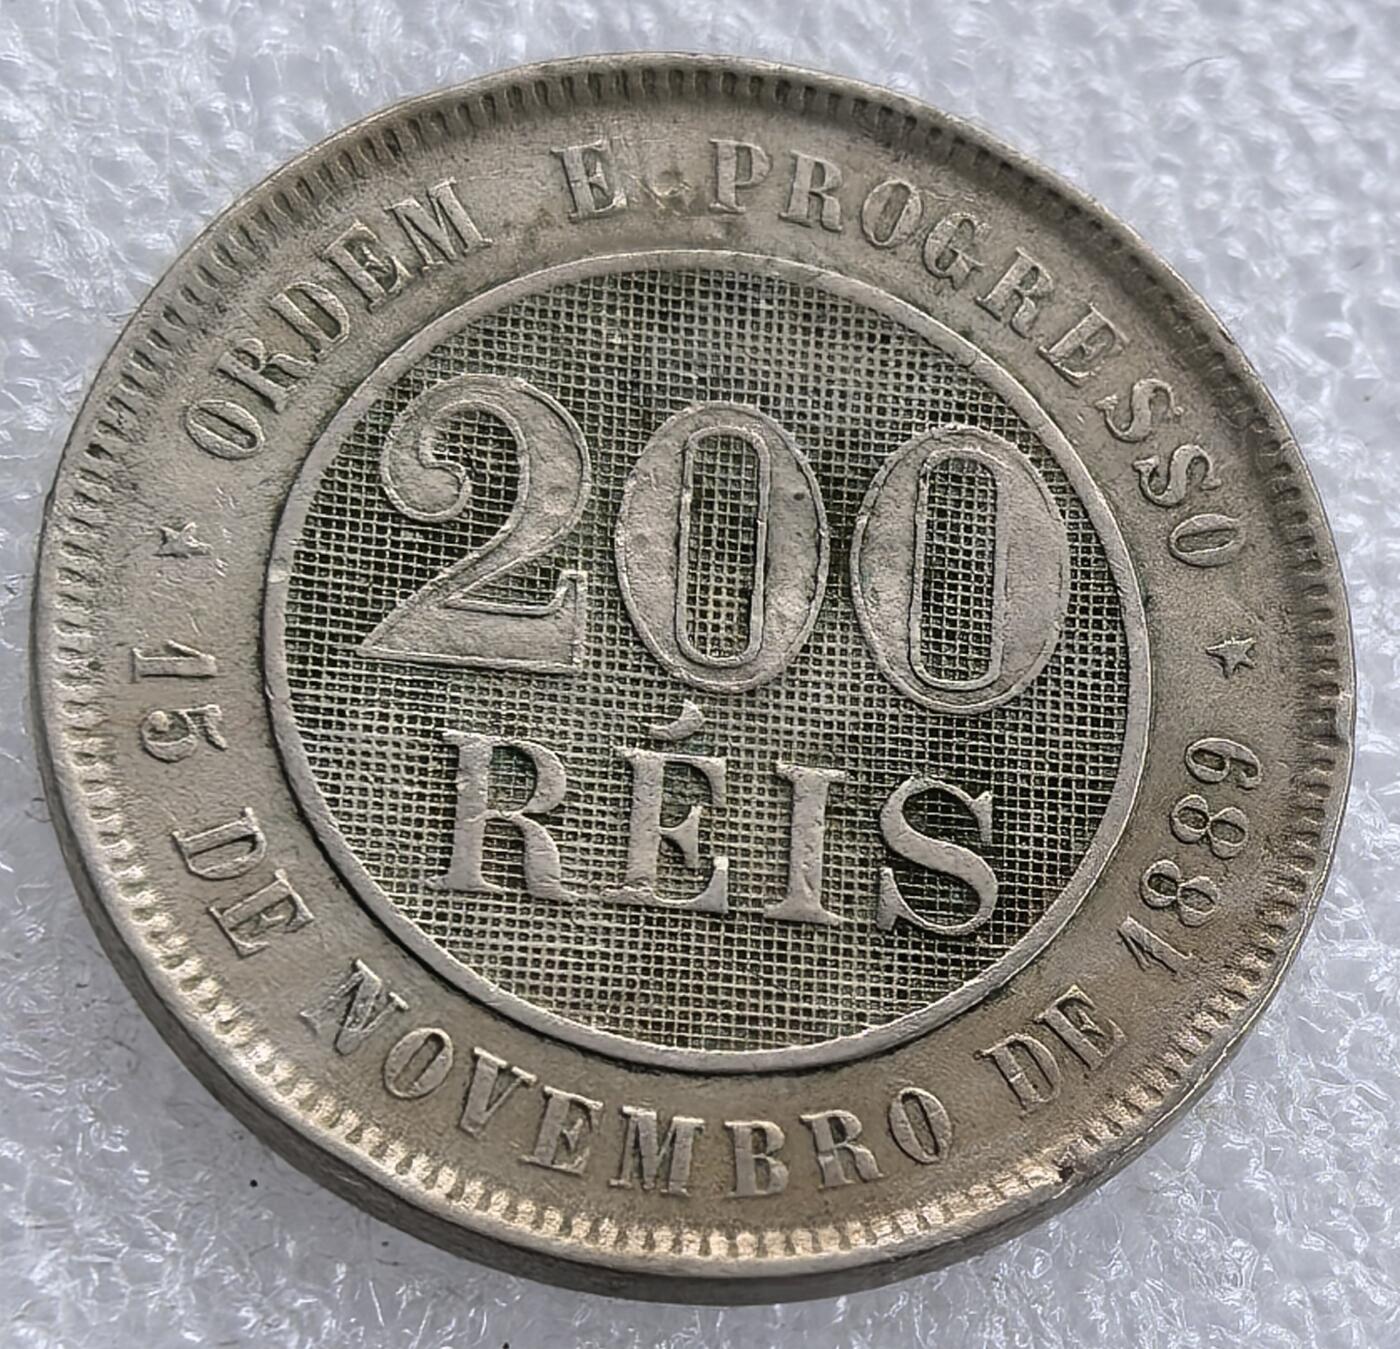 ORDEM E PROGRESSO
200
RÉIS
15 DE NOVEMBRO DE 1889